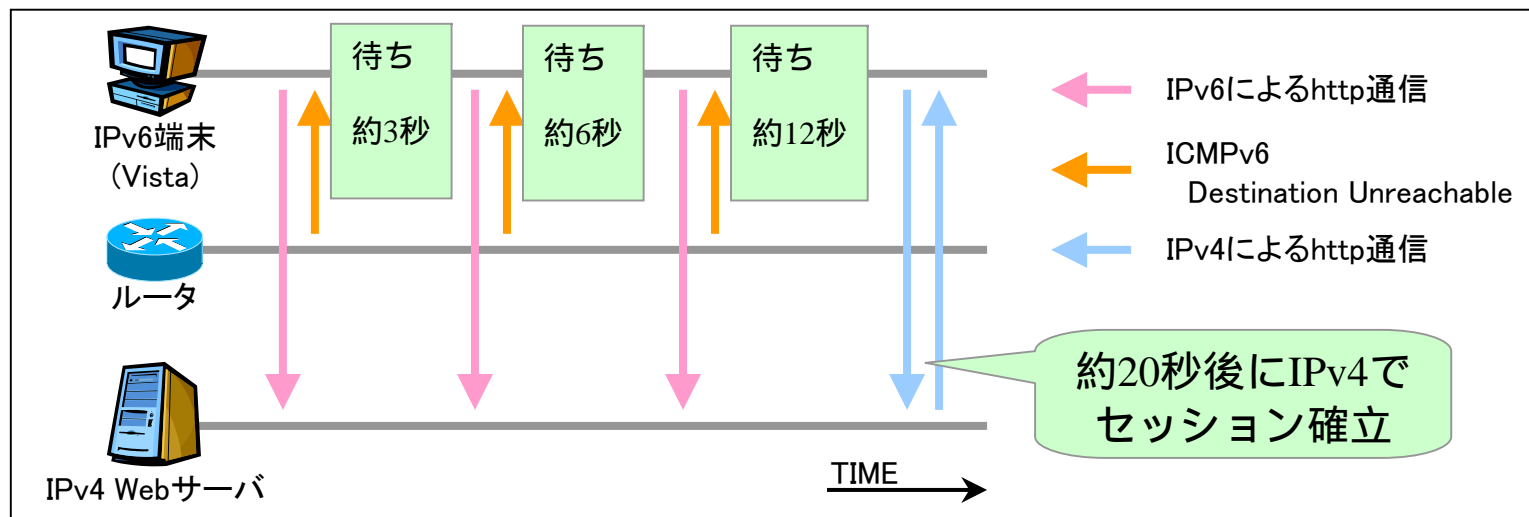 待ち
約3秒
待ち
約6秒
待ち
約12秒
IPv6端末
(Vista)
ルータ
IPv4 Webサーバ
IPv6によるhttp通信
ICMPv6
Destination Unreachable
IPv4によるhttp通信
約20秒後にIPv4で
セッション確立
TIME